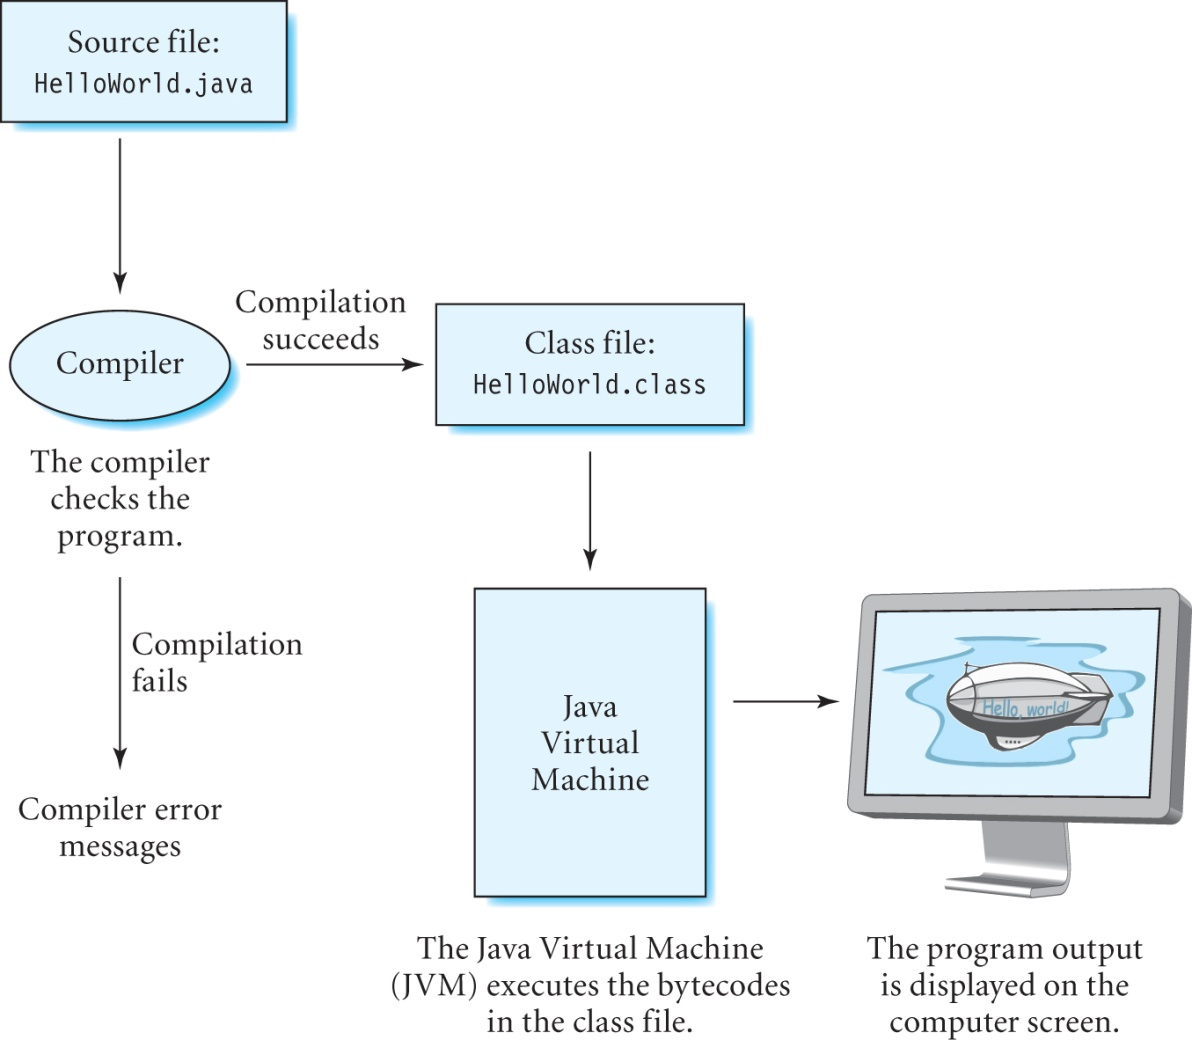 Source file:
HelloWorld.java
Compilation
succeeds
Compiler
Class file:
HelloWorld.class
The compiler
checks the
program.
Compilation
fails
Compiler error
messages
Java
Virtual
Machine
Hello, world!
The Java Virtual Machine
(JVM) executes the bytecodes
in the class file.
The program output
is displayed on the
computer screen.